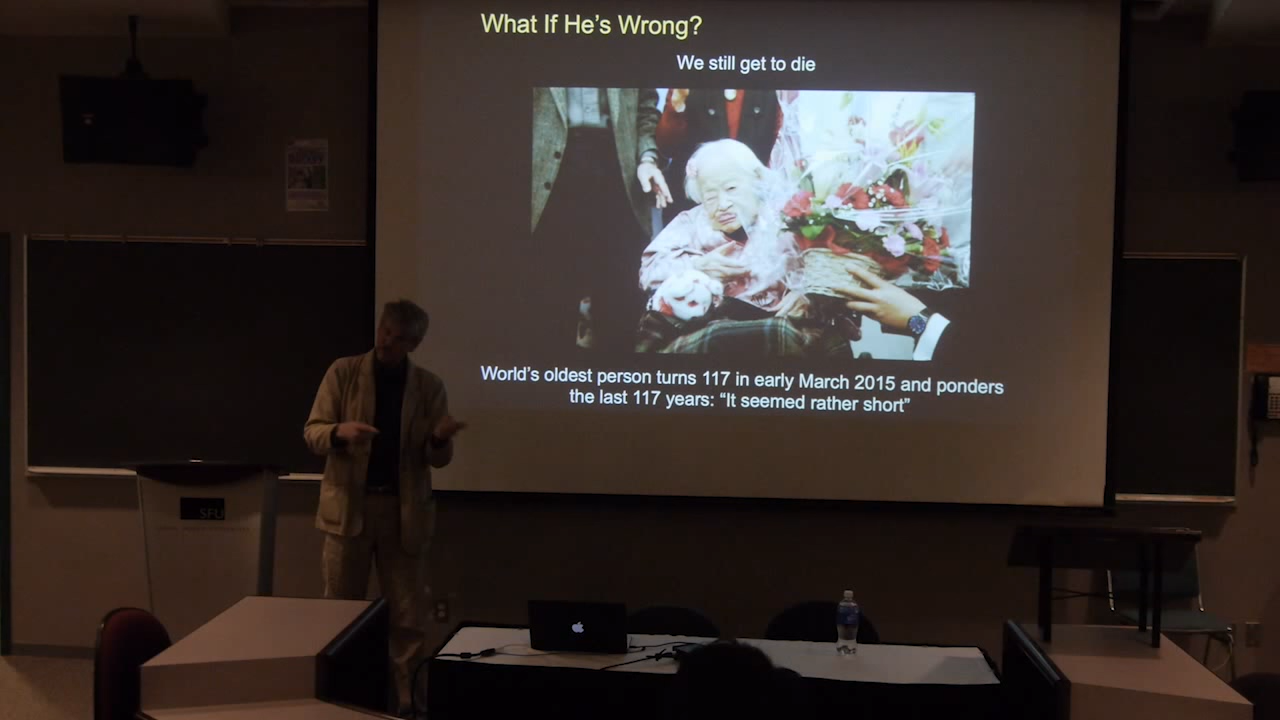 What If He's Wrong?
We still get to die
World's oldest person turns 117 in early March 2015 and ponders
the last 117 years: “It seemed rather short”
SFU